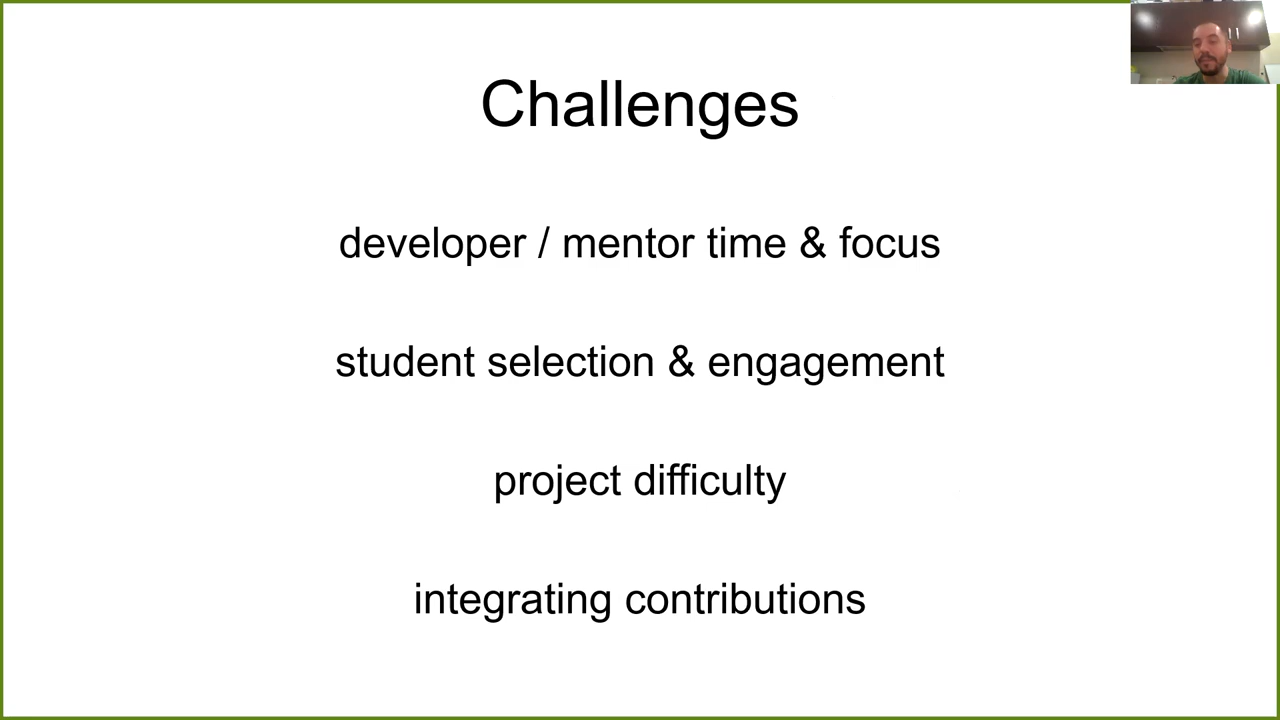 Challenges
developer / mentor time & focus
student selection & engagement
project difficulty
integrating contributions